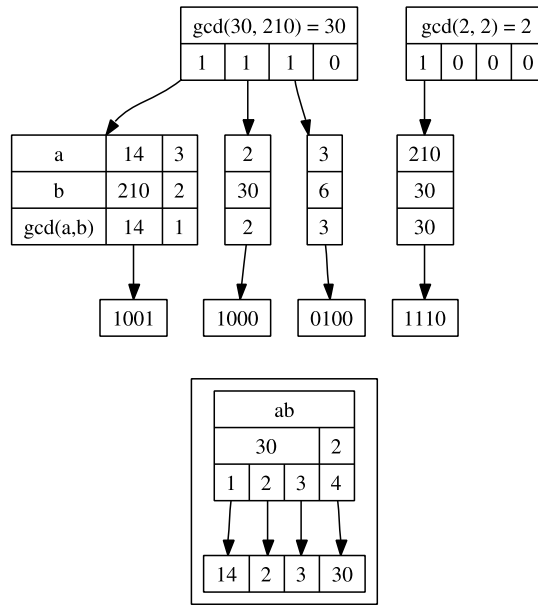 gcd(30, 210) = 30
1 1 1 0
gcd(2, 2) = 2
1 0 0 0
a 14 3
b 210 2
gcd(a,b) 14 1
2
30
2
3
6
3
210
30
30
1001
1000
0100
1110
ab
30 2
1 2 3 4
14 2 3 30